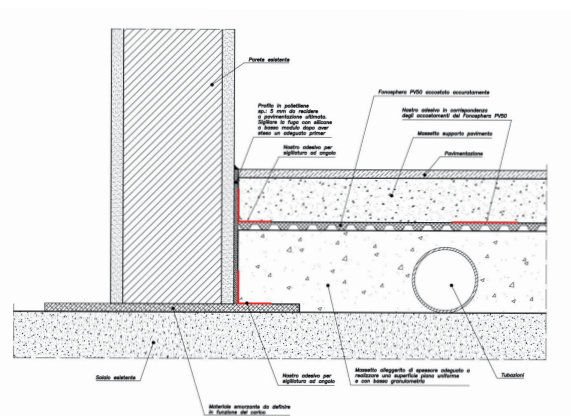 Parete esistente
Profilo in polietilene
sp.: 5 mm da recidere
a pavimentazione ultimata.
Sigillare la fuga con silicone
a basso modulo dopo aver
steso un adeguato primer
Nastro adesivo per
sigillatura ad angolo
Fonosphera PV50 accostato accuratamente
Nastro adesivo in corrispondenza
degli accostamenti del Fonosphera PV50
Massetto supporto pavimento
Pavimentazione
Solaio esistente
Materiale smorzante da definire
in funzione del carico
Nastro adesivo per
sigillatura ad angolo
Massetto alleggerito di spessore adeguato a
realizzare una superficie piana uniforme
e con bassa granulometria
Tubazioni